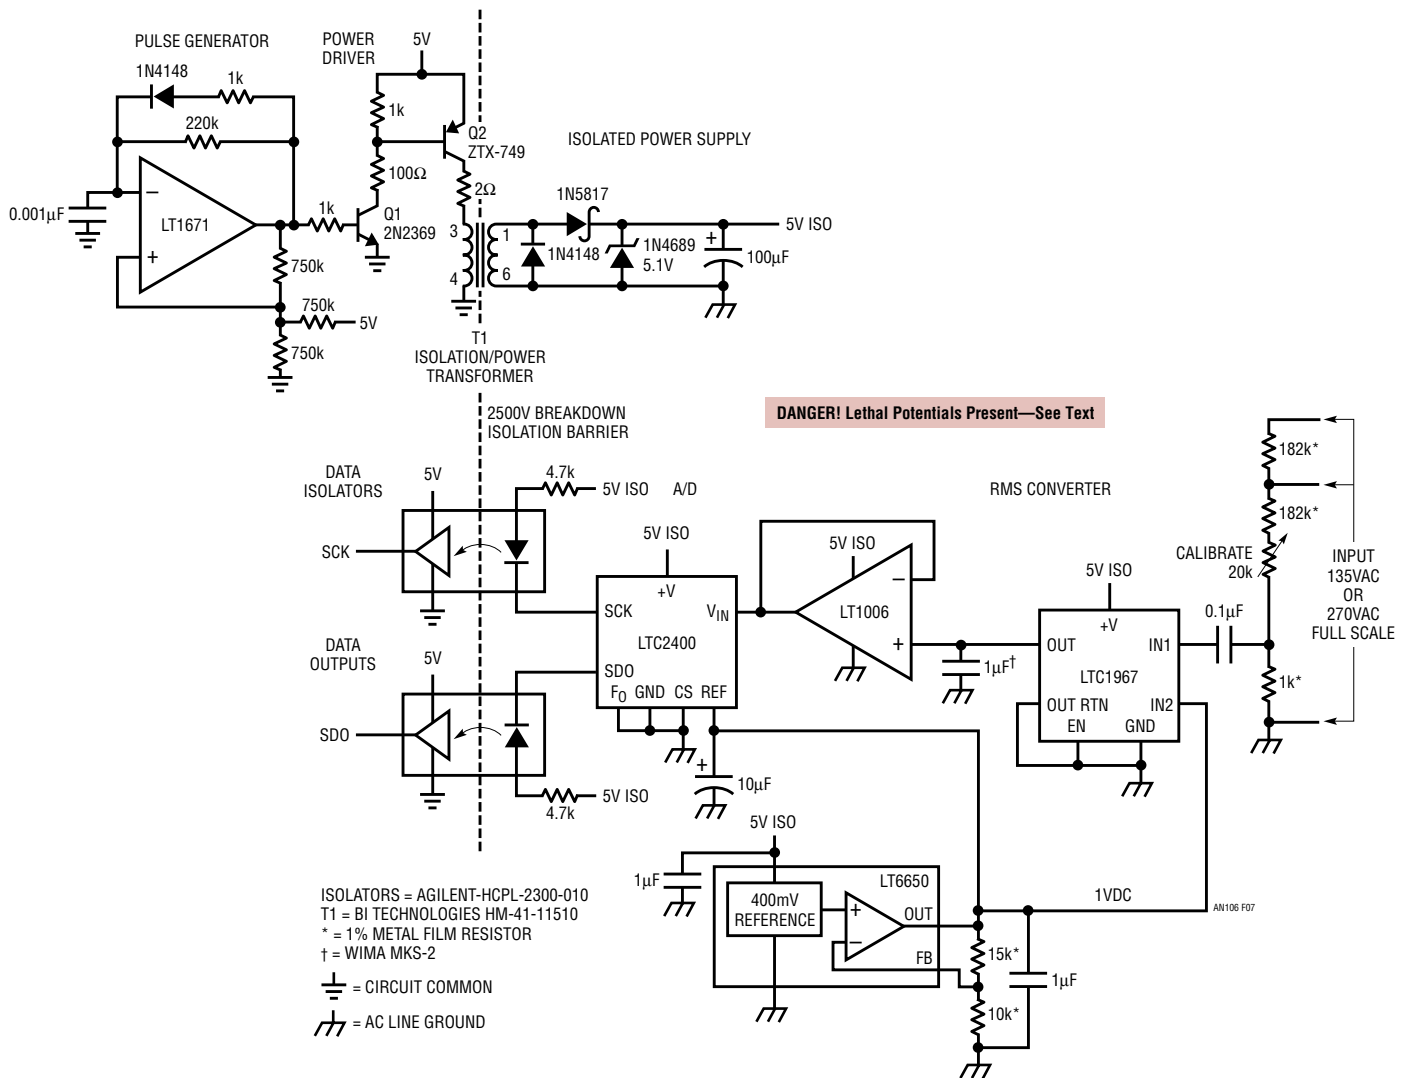 PULSE GENERATOR
1N4148
1k
220k
0.001µF
LT1671
−
+
750k
750k
5V
750k
1k
POWER
DRIVER
5V
1k
100Ω
Q1
2N2369
Q2
ZTX-749
2Ω
3
4
1
6
T1
ISOLATION/POWER
TRANSFORMER
ISOLATED POWER SUPPLY
1N5817
1N4148
1N4689
5.1V
+
100µF
5V ISO
2500V BREAKDOWN
ISOLATION BARRIER
DANGER! Lethal Potentials Present—See Text
DATA
ISOLATORS
5V
SCK
4.7k
5V ISO
A/D
DATA
OUTPUTS
5V
SDO
4.7k
5V ISO
5V ISO
+V
SCK
VIN
LTC2400
SDO
FO GND CS REF
+
10µF
5V ISO
−
LT1006
+
1µF†
RMS CONVERTER
5V ISO
+V
OUT
IN1
LTC1967
OUT RTN
IN2
EN
GND
0.1µF
182k*
182k*
CALIBRATE
20k
1k*
INPUT
135VAC
OR
270VAC
FULL SCALE
5V ISO
1µF
LT6650
400mV
REFERENCE
+
−
OUT
FB
15k*
10k*
1µF
1VDC
AN106 F07
ISOLATORS = AGILENT-HCPL-2300-010
T1 = BI TECHNOLOGIES HM-41-11510
* = 1% METAL FILM RESISTOR
† = WIMA MKS-2
= CIRCUIT COMMON
= AC LINE GROUND